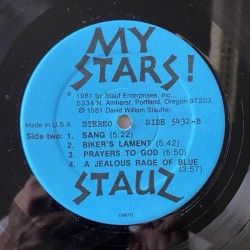 MY
STARS!
℗ 1981 by Stauf Enterprises, Inc.,
5334 N. Amherst, Portland, Oregon 97203.
© 1981 David William Stauffer.
Made in U.S.A. STEREO SIDE 5432-B
Side two: 1. SANG (5:22)
2. BIKER'S LAMENT (5:42)
3. PRAYERS TO GOD (5:50)
4. A JEALOUS RAGE OF BLUE
(3:57)
STAUZ